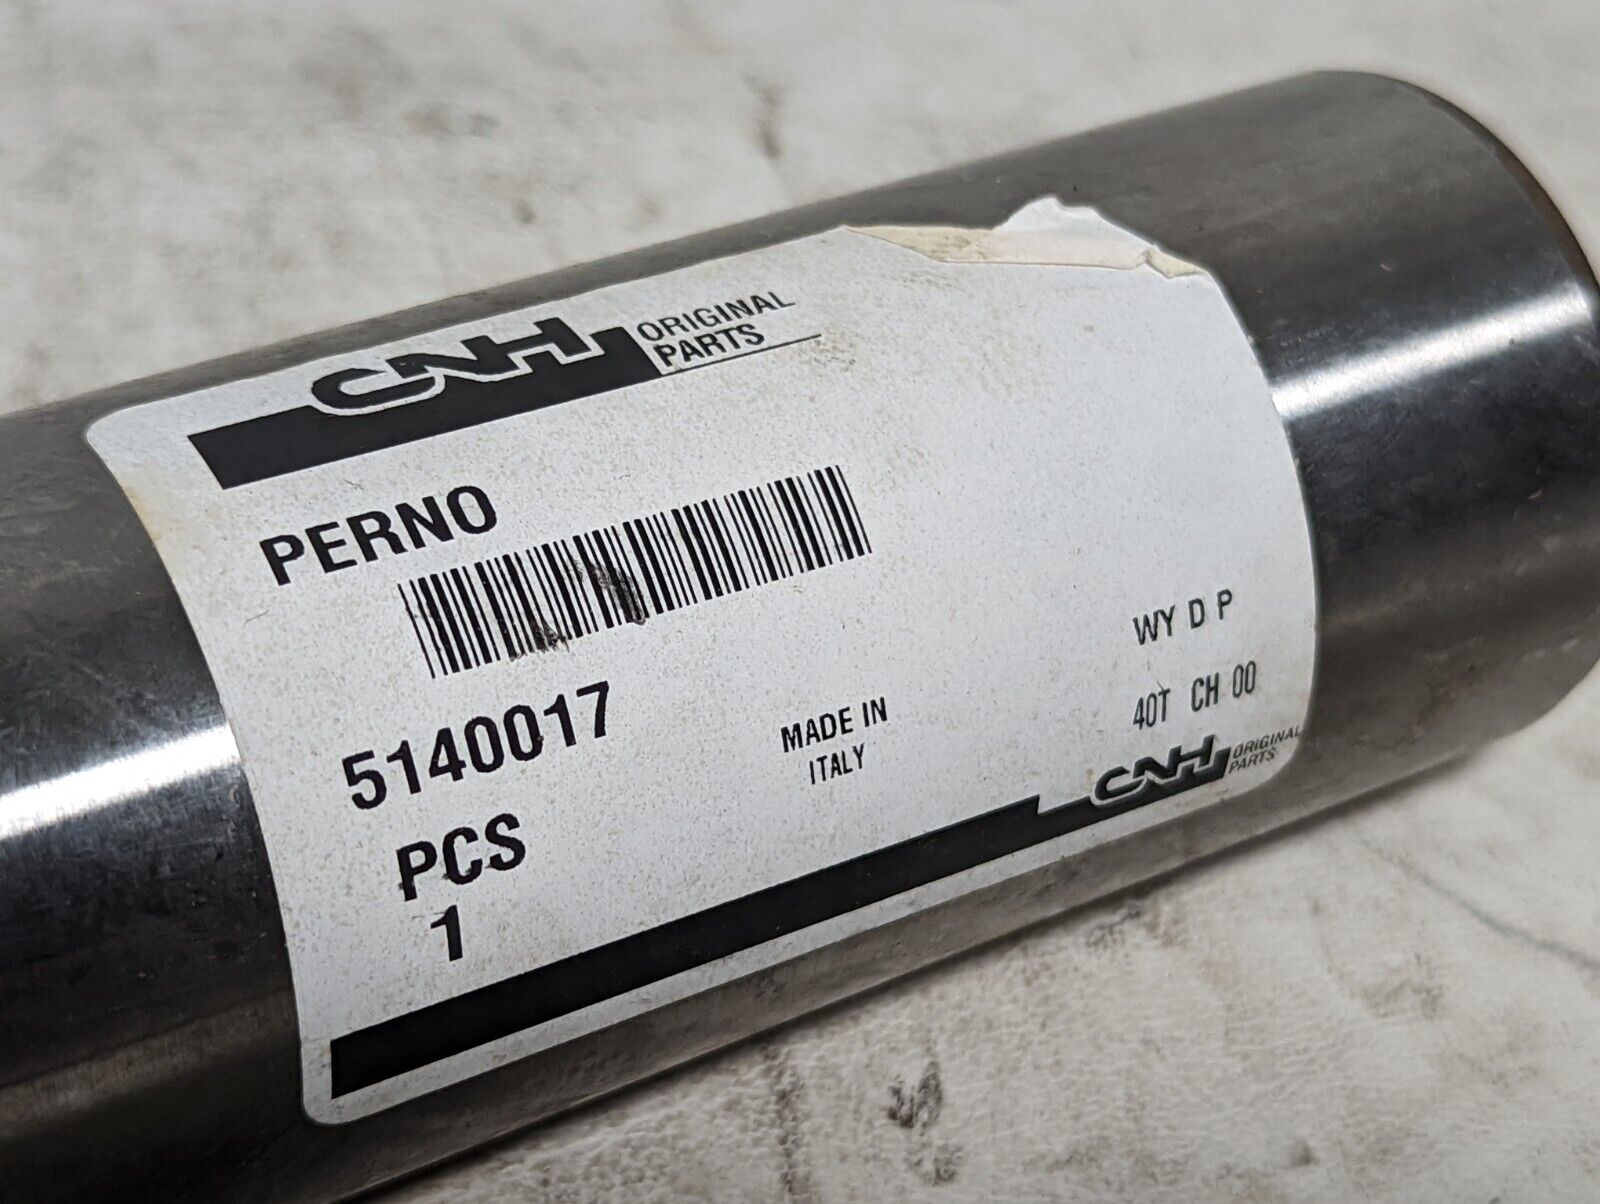 CNH ORIGINAL
PARTS
PERNO
5140017
MADE IN
ITALY
PCS
1
WY D P
40T CH 00
CNH ORIGINAL
PARTS